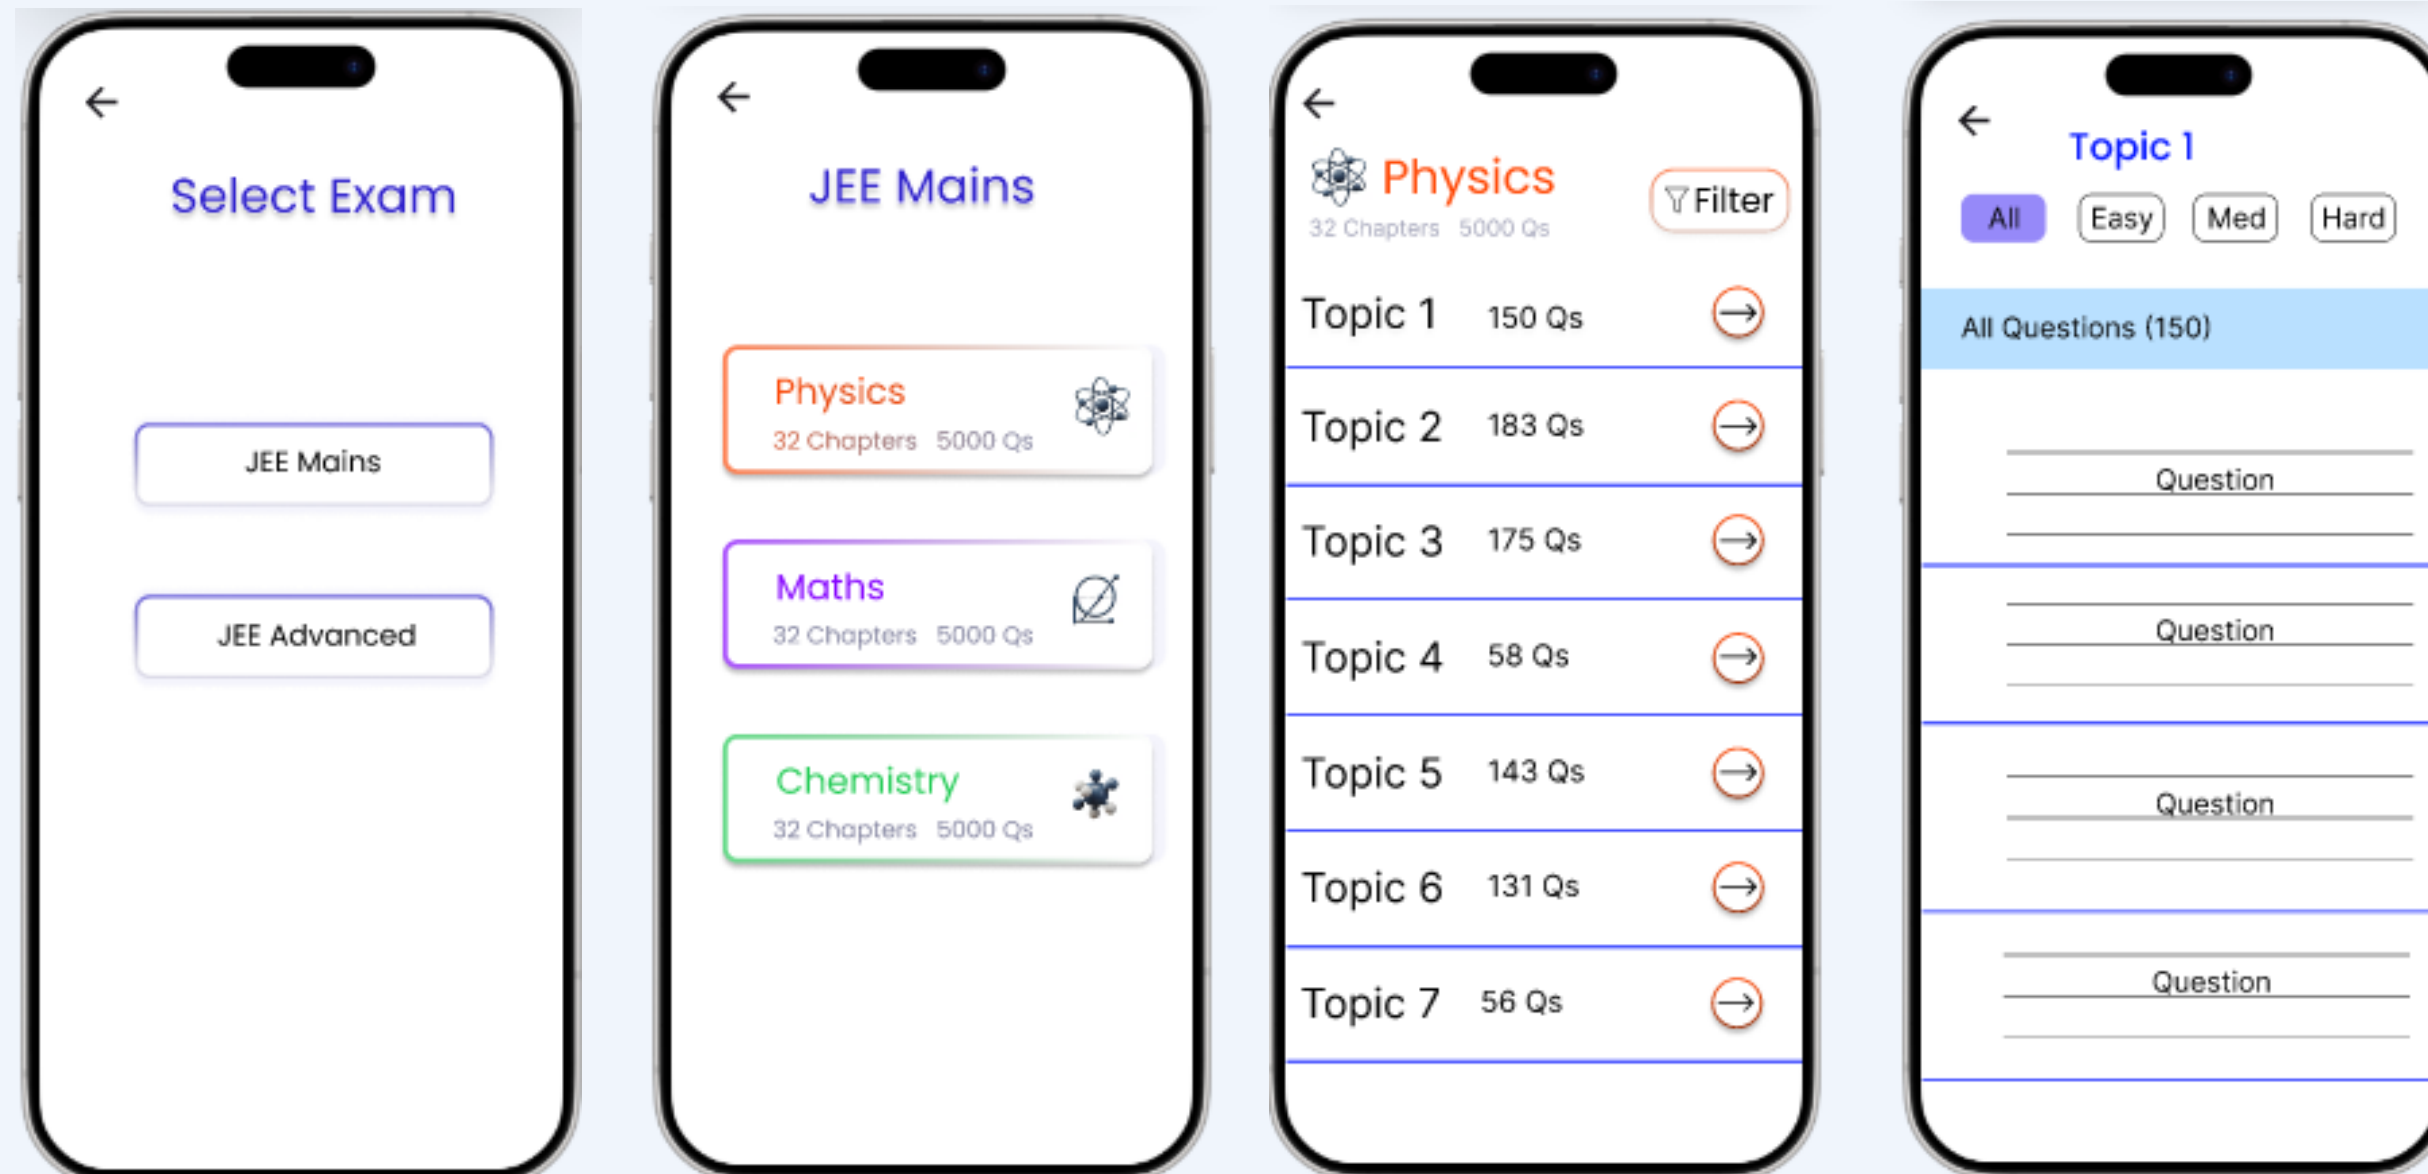 Select Exam
JEE Mains
JEE Advanced
JEE Mains
Physics
32 Chapters 5000 Qs
Maths
32 Chapters 5000 Qs
Chemistry
32 Chapters 5000 Qs
Physics
Filter
32 Chapters 5000 Qs
Topic 1 150 Qs
Topic 2 183 Qs
Topic 3 175 Qs
Topic 4 58 Qs
Topic 5 143 Qs
Topic 6 131 Qs
Topic 7 56 Qs
Topic 1
All Easy Med Hard
All Questions (150)
Question
Question
Question
Question